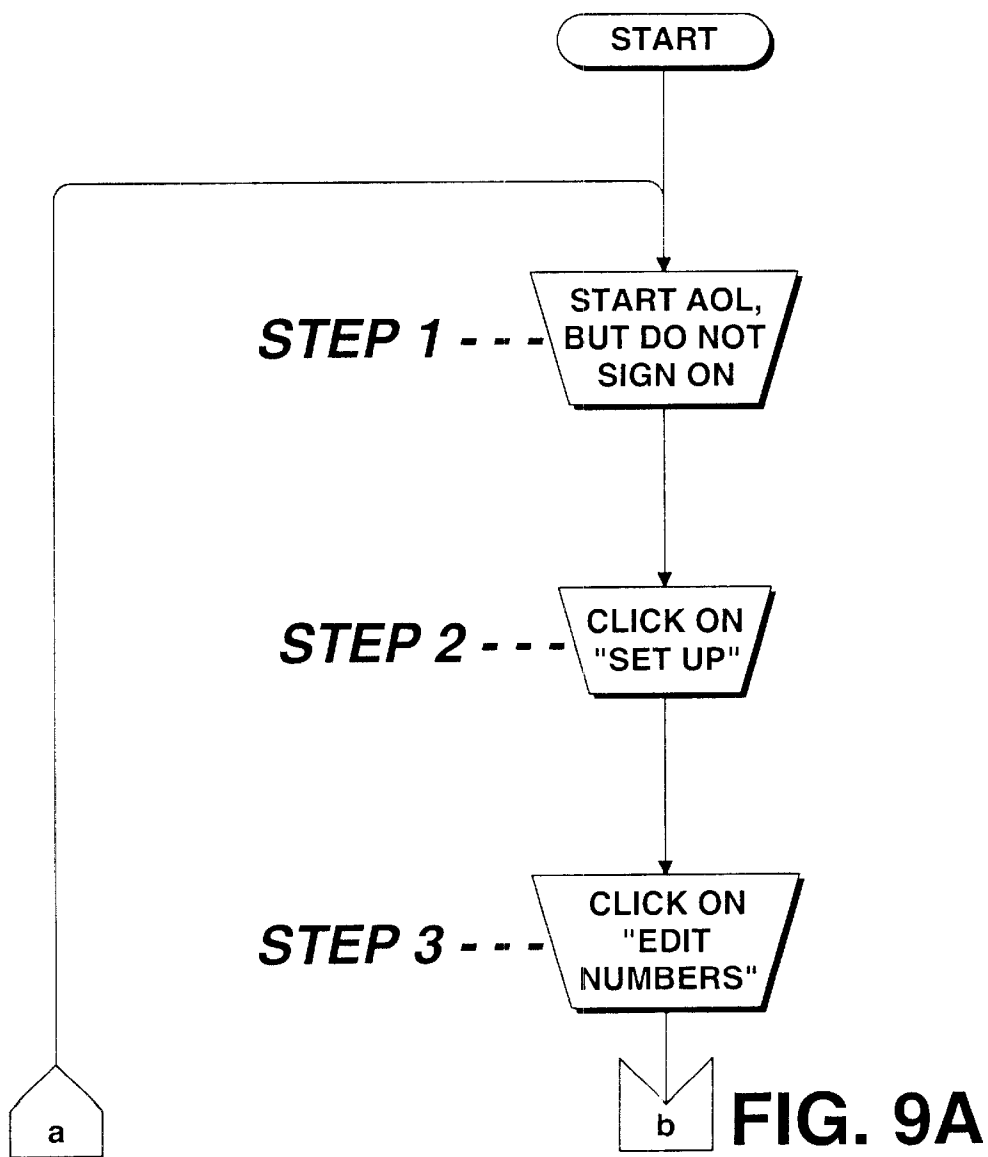 START
START AOL,
STEP 1 - - - BUT DO NOT
SIGN ON
CLICK ON
STEP 2 - - - "SET UP"
CLICK ON
STEP 3 - - - "EDIT
NUMBERS"
a
b
FIG. 9A